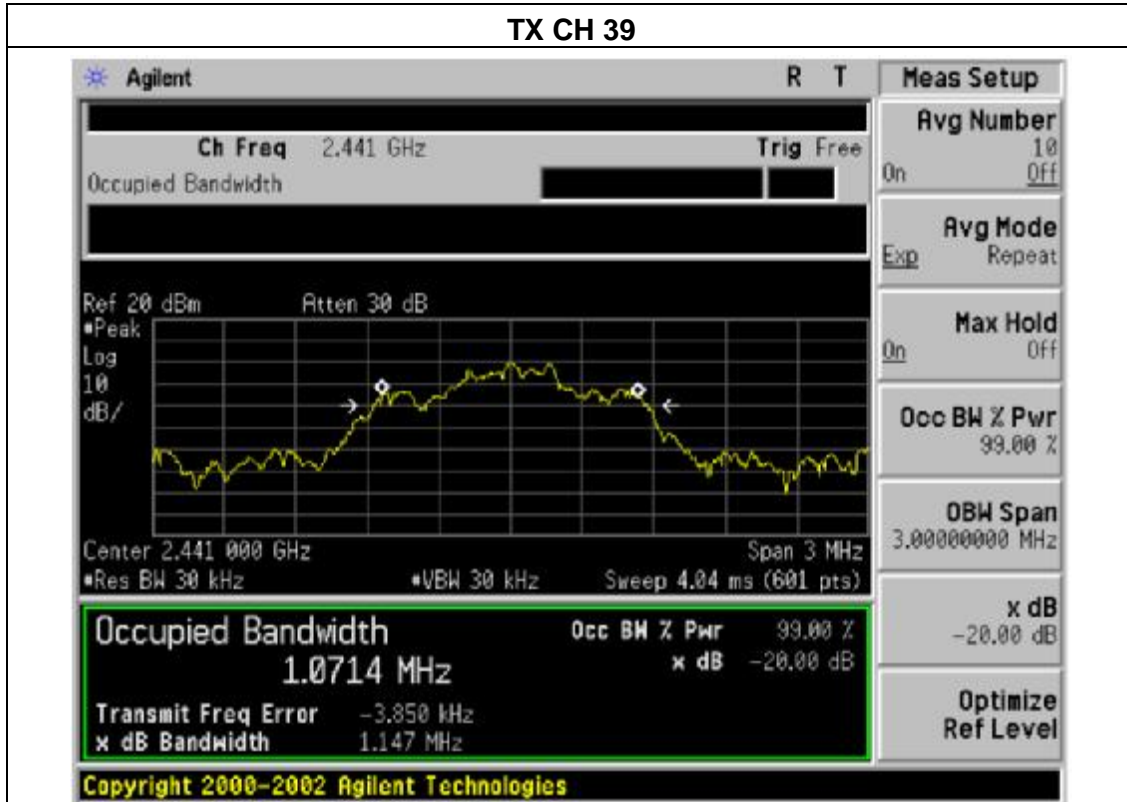 TX CH 39
Agilent R T
Ch Freq 2.441 GHz Trig Free
Occupied Bandwidth
Ref 20 dBm Atten 30 dB
#Peak
Log
10
dB/
Center 2.441 000 GHz Span 3 MHz
#Res BW 30 kHz #VBW 30 kHz Sweep 4.04 ms (601 pts)
Occupied Bandwidth Occ BW % Pwr 99.00 %
1.0714 MHz x dB -20.00 dB
Transmit Freq Error -3.850 kHz
x dB Bandwidth 1.147 MHz
Copyright 2000-2002 Agilent Technologies
Meas Setup
Avg Number
10
On Off
Avg Mode
Exp Repeat
Max Hold
On Off
Occ BW % Pwr
99.00 %
OBW Span
3.00000000 MHz
x dB
-20.00 dB
Optimize
Ref Level